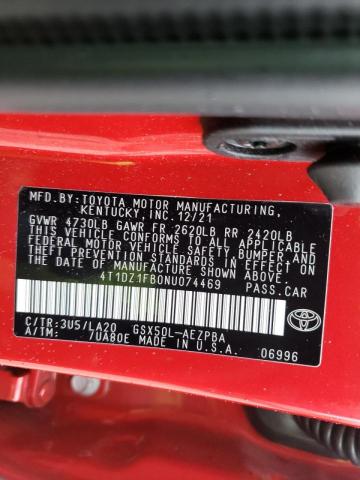 MFD.BY:TOYOTA MOTOR MANUFACTURING,
KENTUCKY,INC.12/21
GVWR 4730LB GAWR FR 2620LB RR 2420LB
THIS VEHICLE CONFORMS TO ALL APPLICABLE
FEDERAL MOTOR VEHICLE SAFETY, BUMPER, AND
THEFT PREVENTION STANDARDS IN EFFECT ON
THE DATE OF MANUFACTURE SHOWN ABOVE.
4T1DZ1FB0NU074469 PASS.CAR
C/TR:3U5/LA20 GSX50L-AEZPBA
A/TM: /UA80E MADE IN U.S.A. 06996
TOYOTA